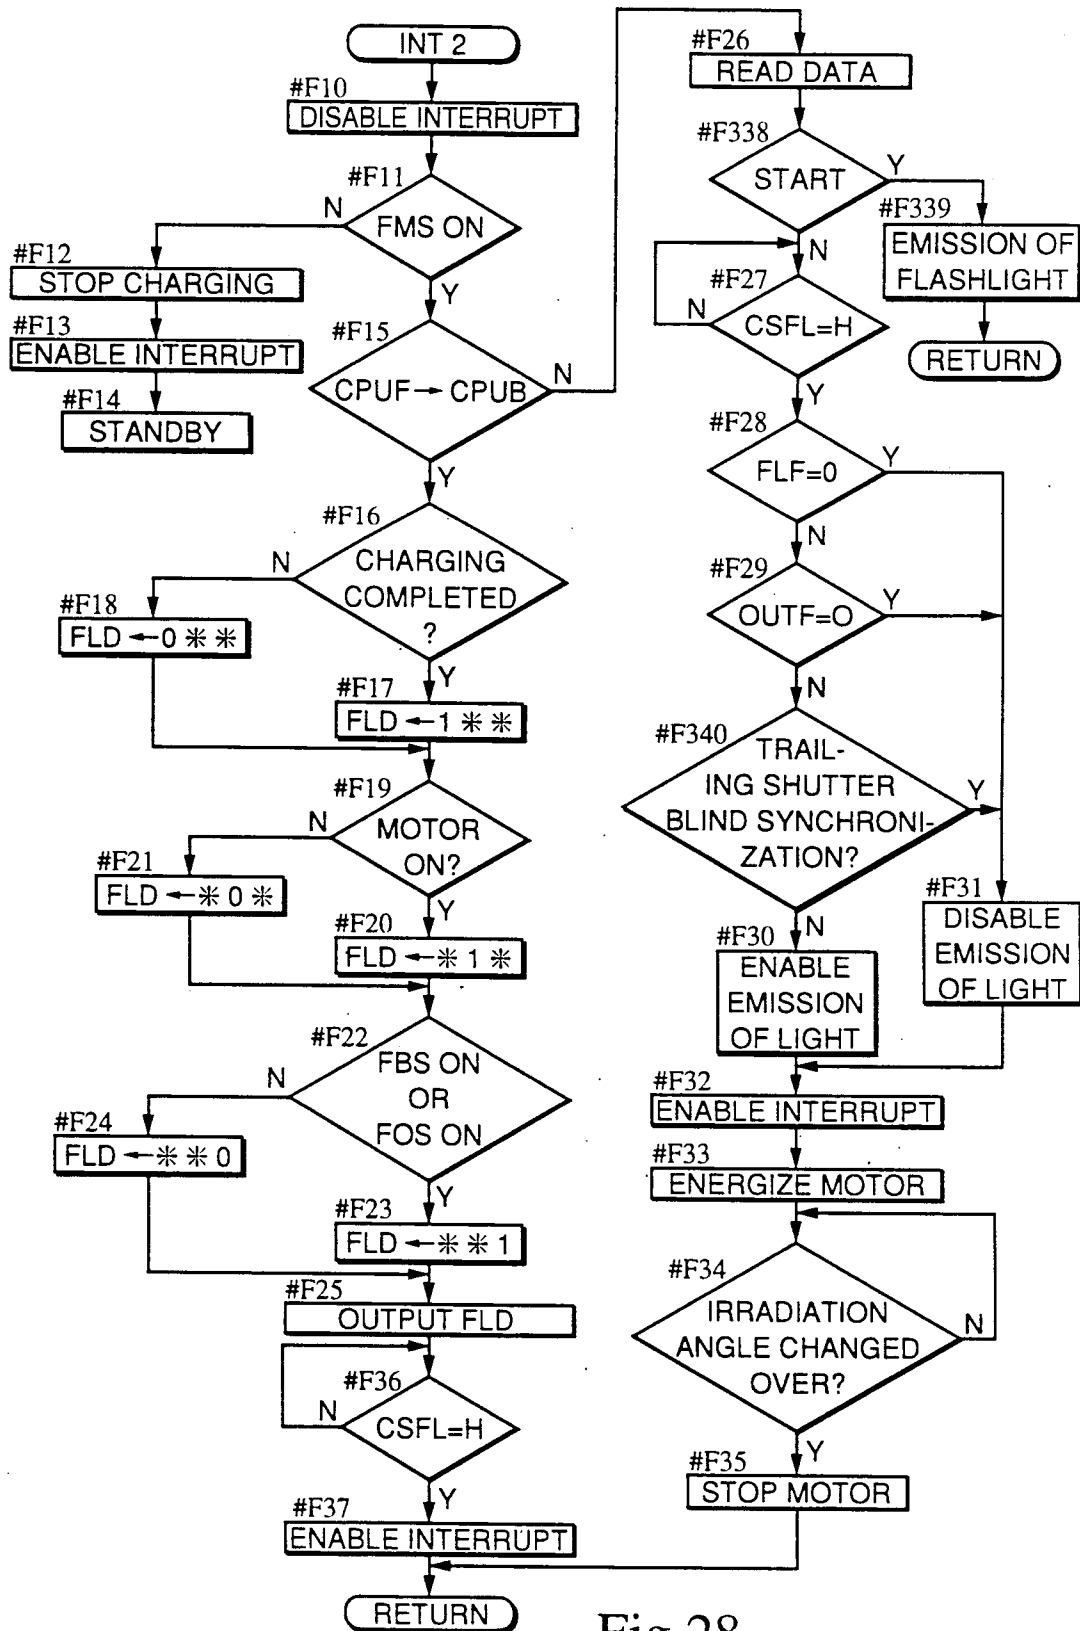 INT 2
#F10
DISABLE INTERRUPT
#F11
FMS ON
N
Y
#F12
STOP CHARGING
#F13
ENABLE INTERRUPT
#F14
STANDBY
#F15
CPUF→CPUB
N
Y
#F16
CHARGING
COMPLETED
?
N
Y
#F18
FLD←0**
#F17
FLD←1**
#F19
MOTOR
ON?
N
Y
#F21
FLD←*0*
#F20
FLD←*1*
#F22
FBS ON
OR
FOS ON
N
Y
#F24
FLD←**0
#F23
FLD←**1
#F25
OUTPUT FLD
#F36
CSFL=H
N
Y
#F37
ENABLE INTERRUPT
RETURN
#F26
READ DATA
#F338
START
Y
N
#F339
EMISSION OF
FLASHLIGHT
RETURN
#F27
CSFL=H
N
Y
#F28
FLF=0
Y
N
#F29
OUTF=O
Y
N
#F340
TRAIL-
ING SHUTTER
BLIND SYNCHRONI-
ZATION?
Y
N
#F31
DISABLE
EMISSION
OF LIGHT
#F30
ENABLE
EMISSION
OF LIGHT
#F32
ENABLE INTERRUPT
#F33
ENERGIZE MOTOR
#F34
IRRADIATION
ANGLE CHANGED
OVER?
N
Y
#F35
STOP MOTOR
Fig.28